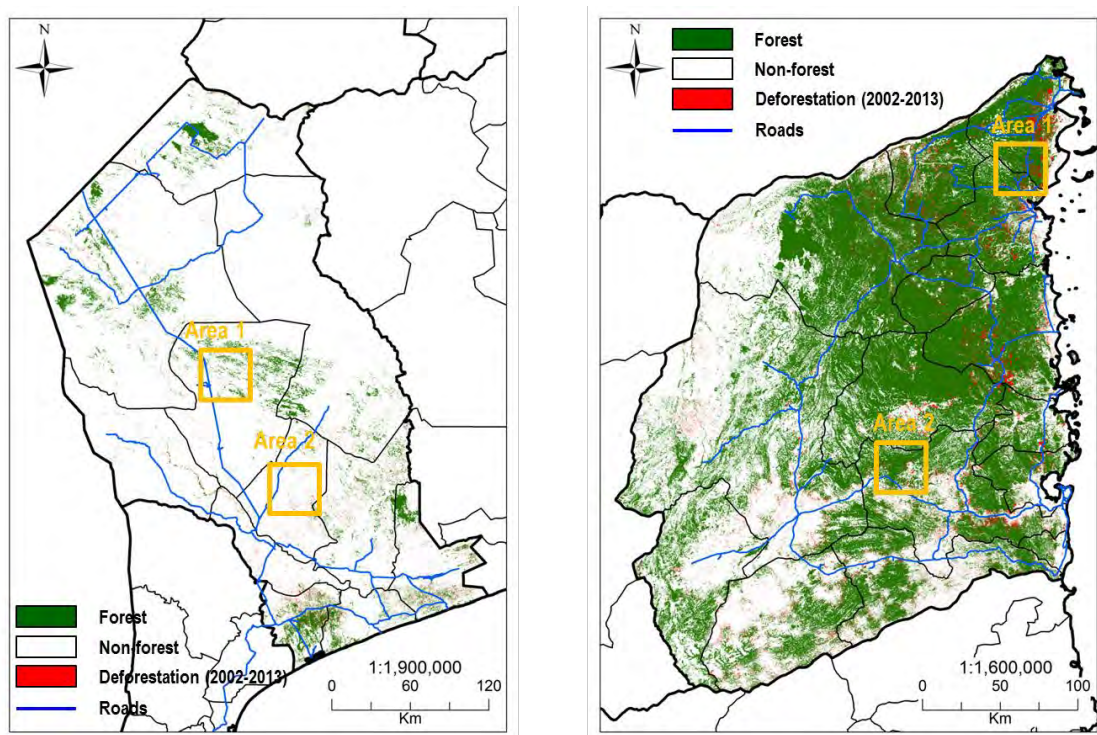 N
Area 1
Area 2
Forest
Non-forest
Deforestation (2002-2013)
Roads
1:1,900,000
0 60 120
Km
N
Forest
Non-forest
Deforestation (2002-2013)
Roads
Area 1
Area 2
1:1,600,000
0 50 100
Km